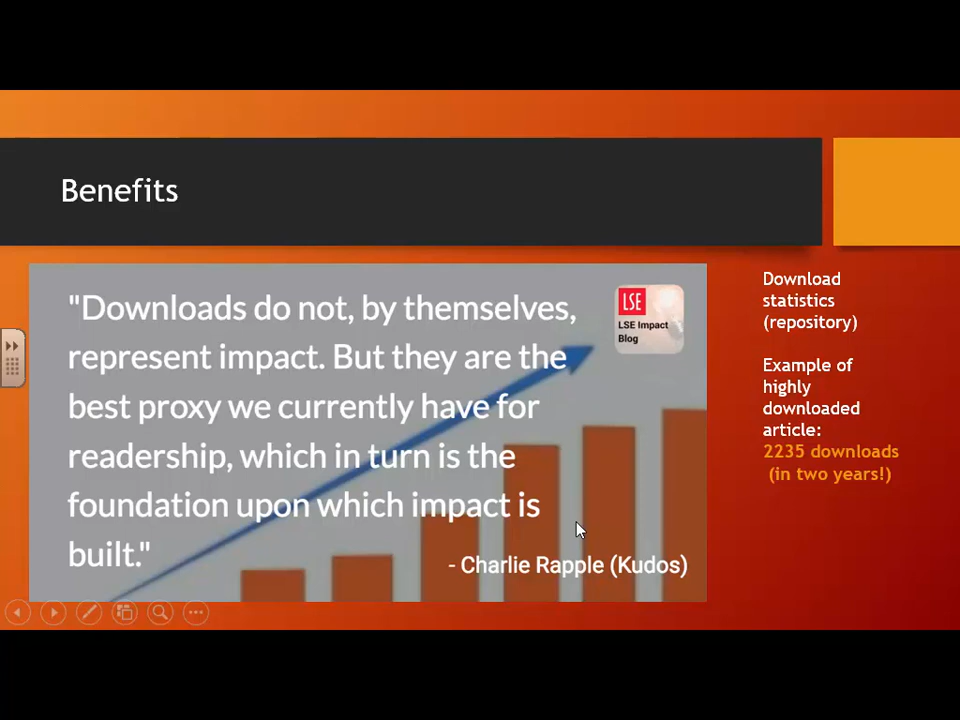 Benefits
"Downloads do not, by themselves,
represent impact. But they are the
best proxy we currently have for
readership, which in turn is the
foundation upon which impact is
built."
- Charlie Rapple (Kudos)
LSE
LSE Impact
Blog
Download
statistics
(repository)
Example of
highly
downloaded
article:
2235 downloads
(in two years!)